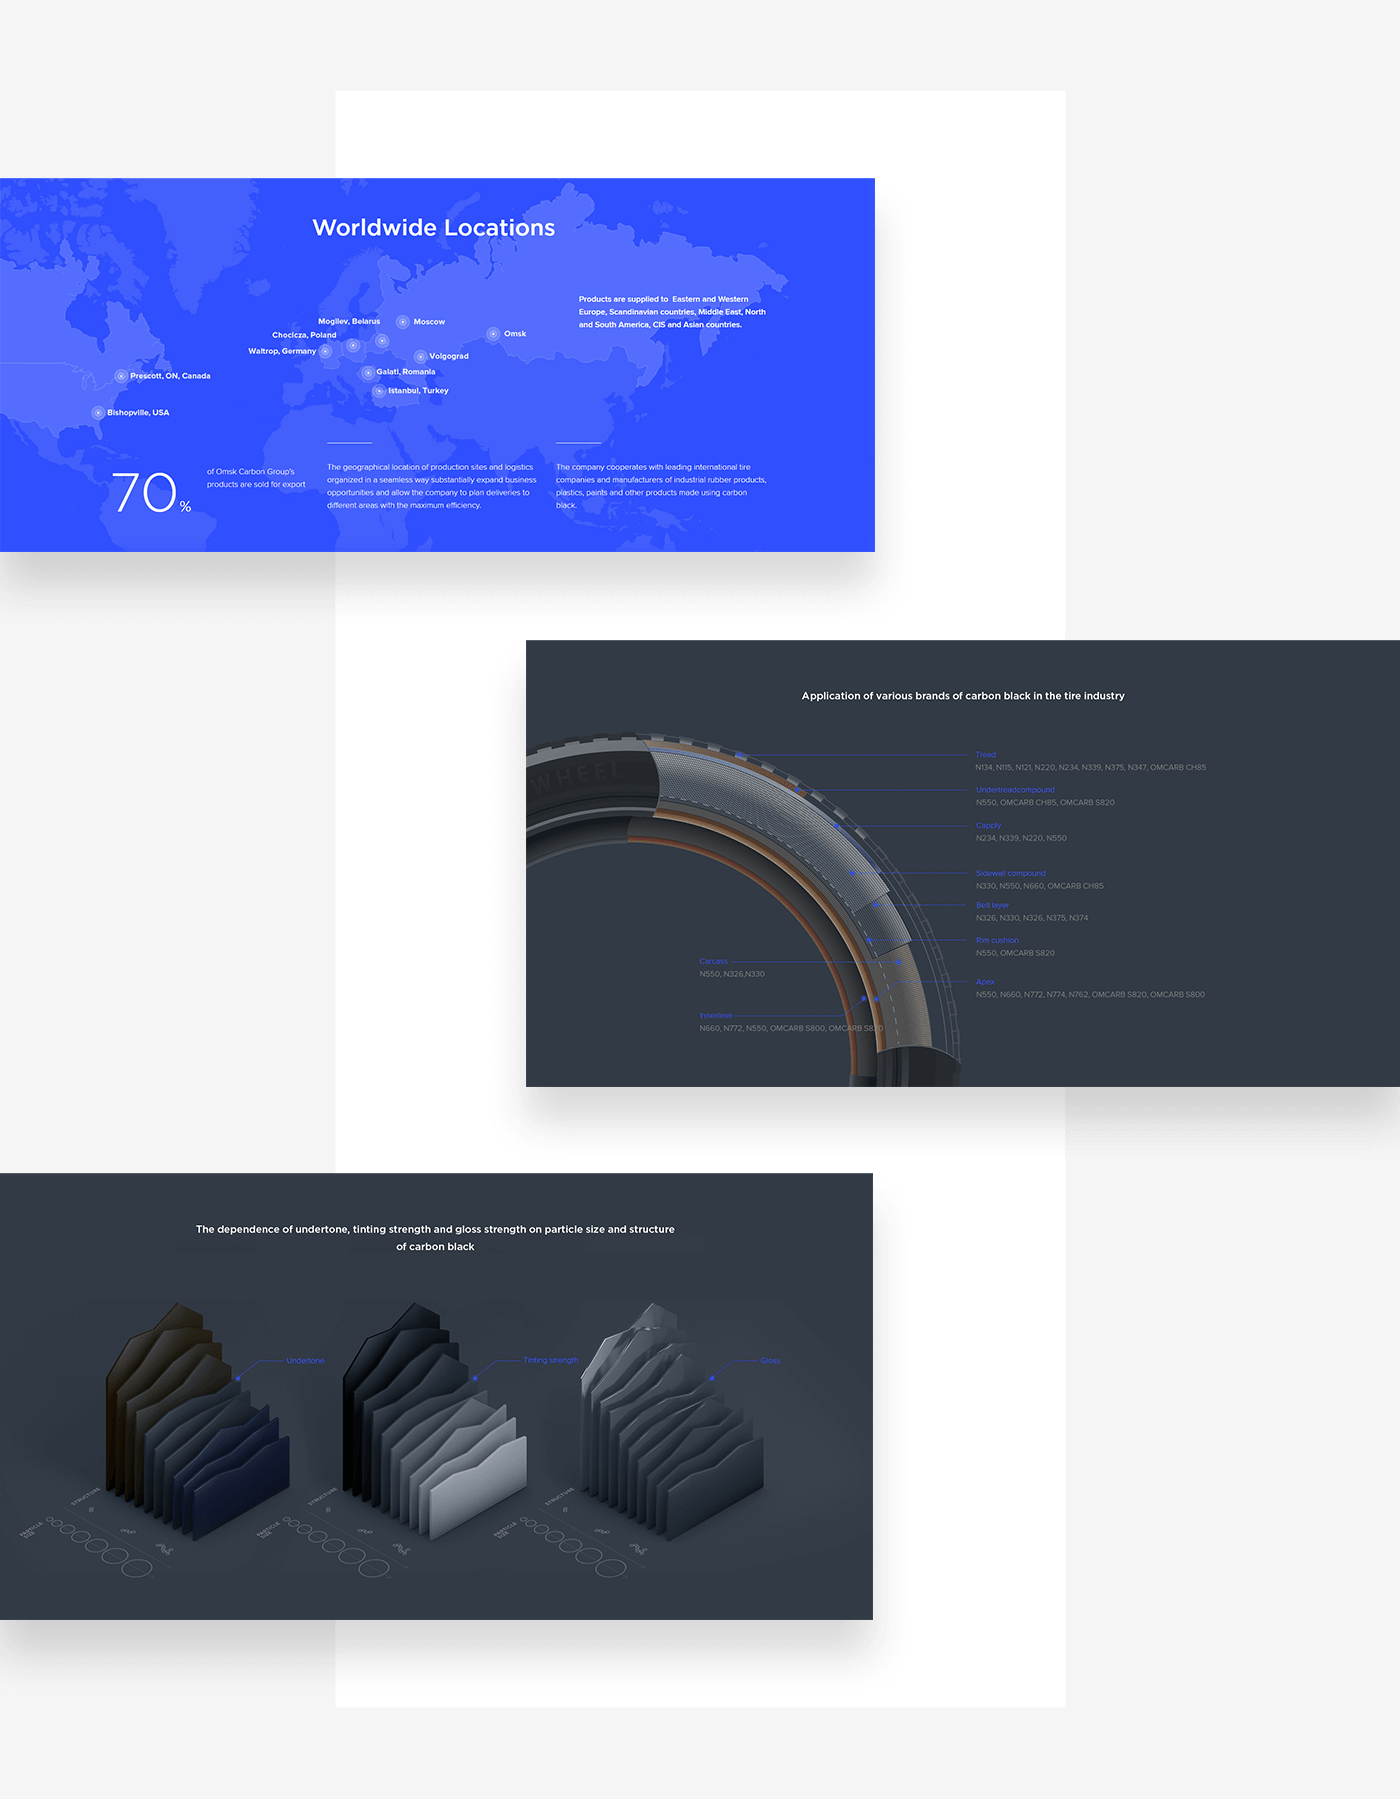 Worldwide Locations
Products are supplied to Eastern and Western
Europe, Scandinavian countries, Middle East, North
and South America, CIS and Asian countries.
Mogilev, Belarus
Moscow
Chocicza, Poland
Omsk
Waltrop, Germany
Volgograd
Galati, Romania
Prescott, ON, Canada
Istanbul, Turkey
Bishopville, USA
70%
of Omsk Carbon Group's
products are sold for export
The geographical location of production sites and logistics
organized in a seamless way substantially expand business
opportunities and allow the company to plan deliveries to
different areas with the maximum efficiency.
The company cooperates with leading international tire
companies and manufacturers of industrial rubber products,
plastics, paints and other products made using carbon
black.
Application of various brands of carbon black in the tire industry
WHEEL
Tread
N134, N115, N121, N220, N234, N339, N375, N347, OMCARB CH85
Undertreadcompound
N550, OMCARB CH85, OMCARB S820
Capply
N234, N339, N220, N550
Sidewall compound
N330, N550, N660, OMCARB CH85
Belt layer
N326, N330, N326, N375, N374
Rim cushion
N550, OMCARB S820
Carcass
N550, N326,N330
Apex
N550, N660, N772, N774, N762, OMCARB S820, OMCARB S800
Innerliner
N660, N772, N550, OMCARB S800, OMCARB S820
The dependence of undertone, tinting strength and gloss strength on particle size and structure
of carbon black
Undertone
Tinting strength
Gloss
STRUCTURE
PARTICLE
SIZE
STRUCTURE
PARTICLE
SIZE
STRUCTURE
PARTICLE
SIZE